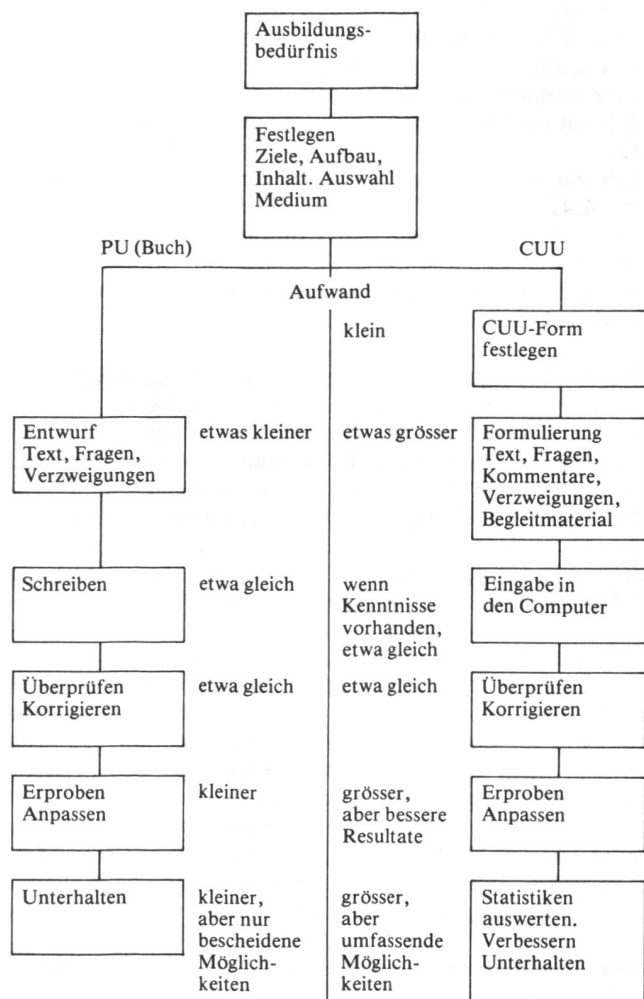 Ausbildungs-
bedürfnis
Festlegen
Ziele, Aufbau,
Inhalt. Auswahl
Medium
PU (Buch)
CUU
Aufwand
klein
CUU-Form
festlegen
Entwurf
Text, Fragen,
Verzweigungen
etwas kleiner
etwas grösser
Formulierung
Text, Fragen,
Kommentare,
Verzweigungen,
Begleitmaterial
Schreiben
etwa gleich
wenn
Kenntnisse
vorhanden,
etwa gleich
Eingabe in
den Computer
Überprüfen
Korrigieren
etwa gleich
etwa gleich
Überprüfen
Korrigieren
Erproben
Anpassen
kleiner
grösser,
aber bessere
Resultate
Erproben
Anpassen
Unterhalten
kleiner,
aber nur
bescheidene
Möglich-
keiten
grösser,
aber
umfassende
Möglich-
keiten
Statistiken
auswerten.
Verbessern
Unterhalten